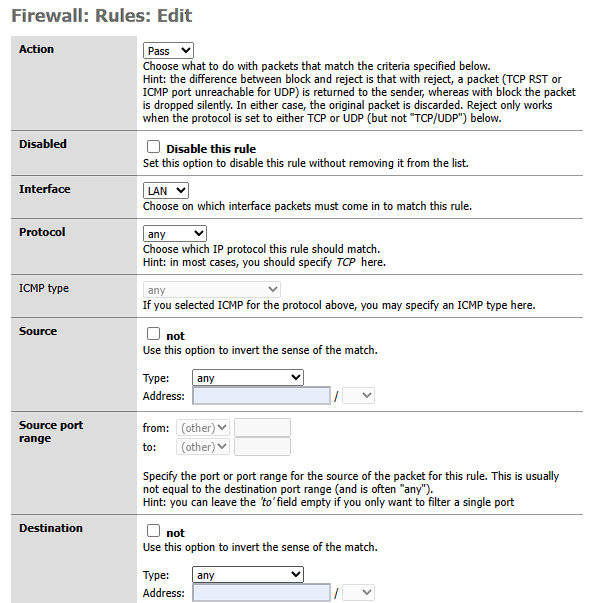 Firewall: Rules: Edit
Action
Pass
Choose what to do with packets that match the criteria specified below.
Hint: the difference between block and reject is that with reject, a packet (TCP RST or
ICMP port unreachable for UDP) is returned to the sender, whereas with block the packet
is dropped silently. In either case, the original packet is discarded. Reject only works
when the protocol is set to either TCP or UDP (but not "TCP/UDP") below.
Disabled
Disable this rule
Set this option to disable this rule without removing it from the list.
Interface
LAN
Choose on which interface packets must come in to match this rule.
Protocol
any
Choose which IP protocol this rule should match.
Hint: in most cases, you should specify TCP here.
ICMP type
any
If you selected ICMP for the protocol above, you may specify an ICMP type here.
Source
not
Use this option to invert the sense of the match.
Type: any
Address: /
Source port
range
from: (other)
to: (other)
Specify the port or port range for the source of the packet for this rule. This is usually
not equal to the destination port range (and is often "any").
Hint: you can leave the 'to' field empty if you only want to filter a single port
Destination
not
Use this option to invert the sense of the match.
Type: any
Address: /